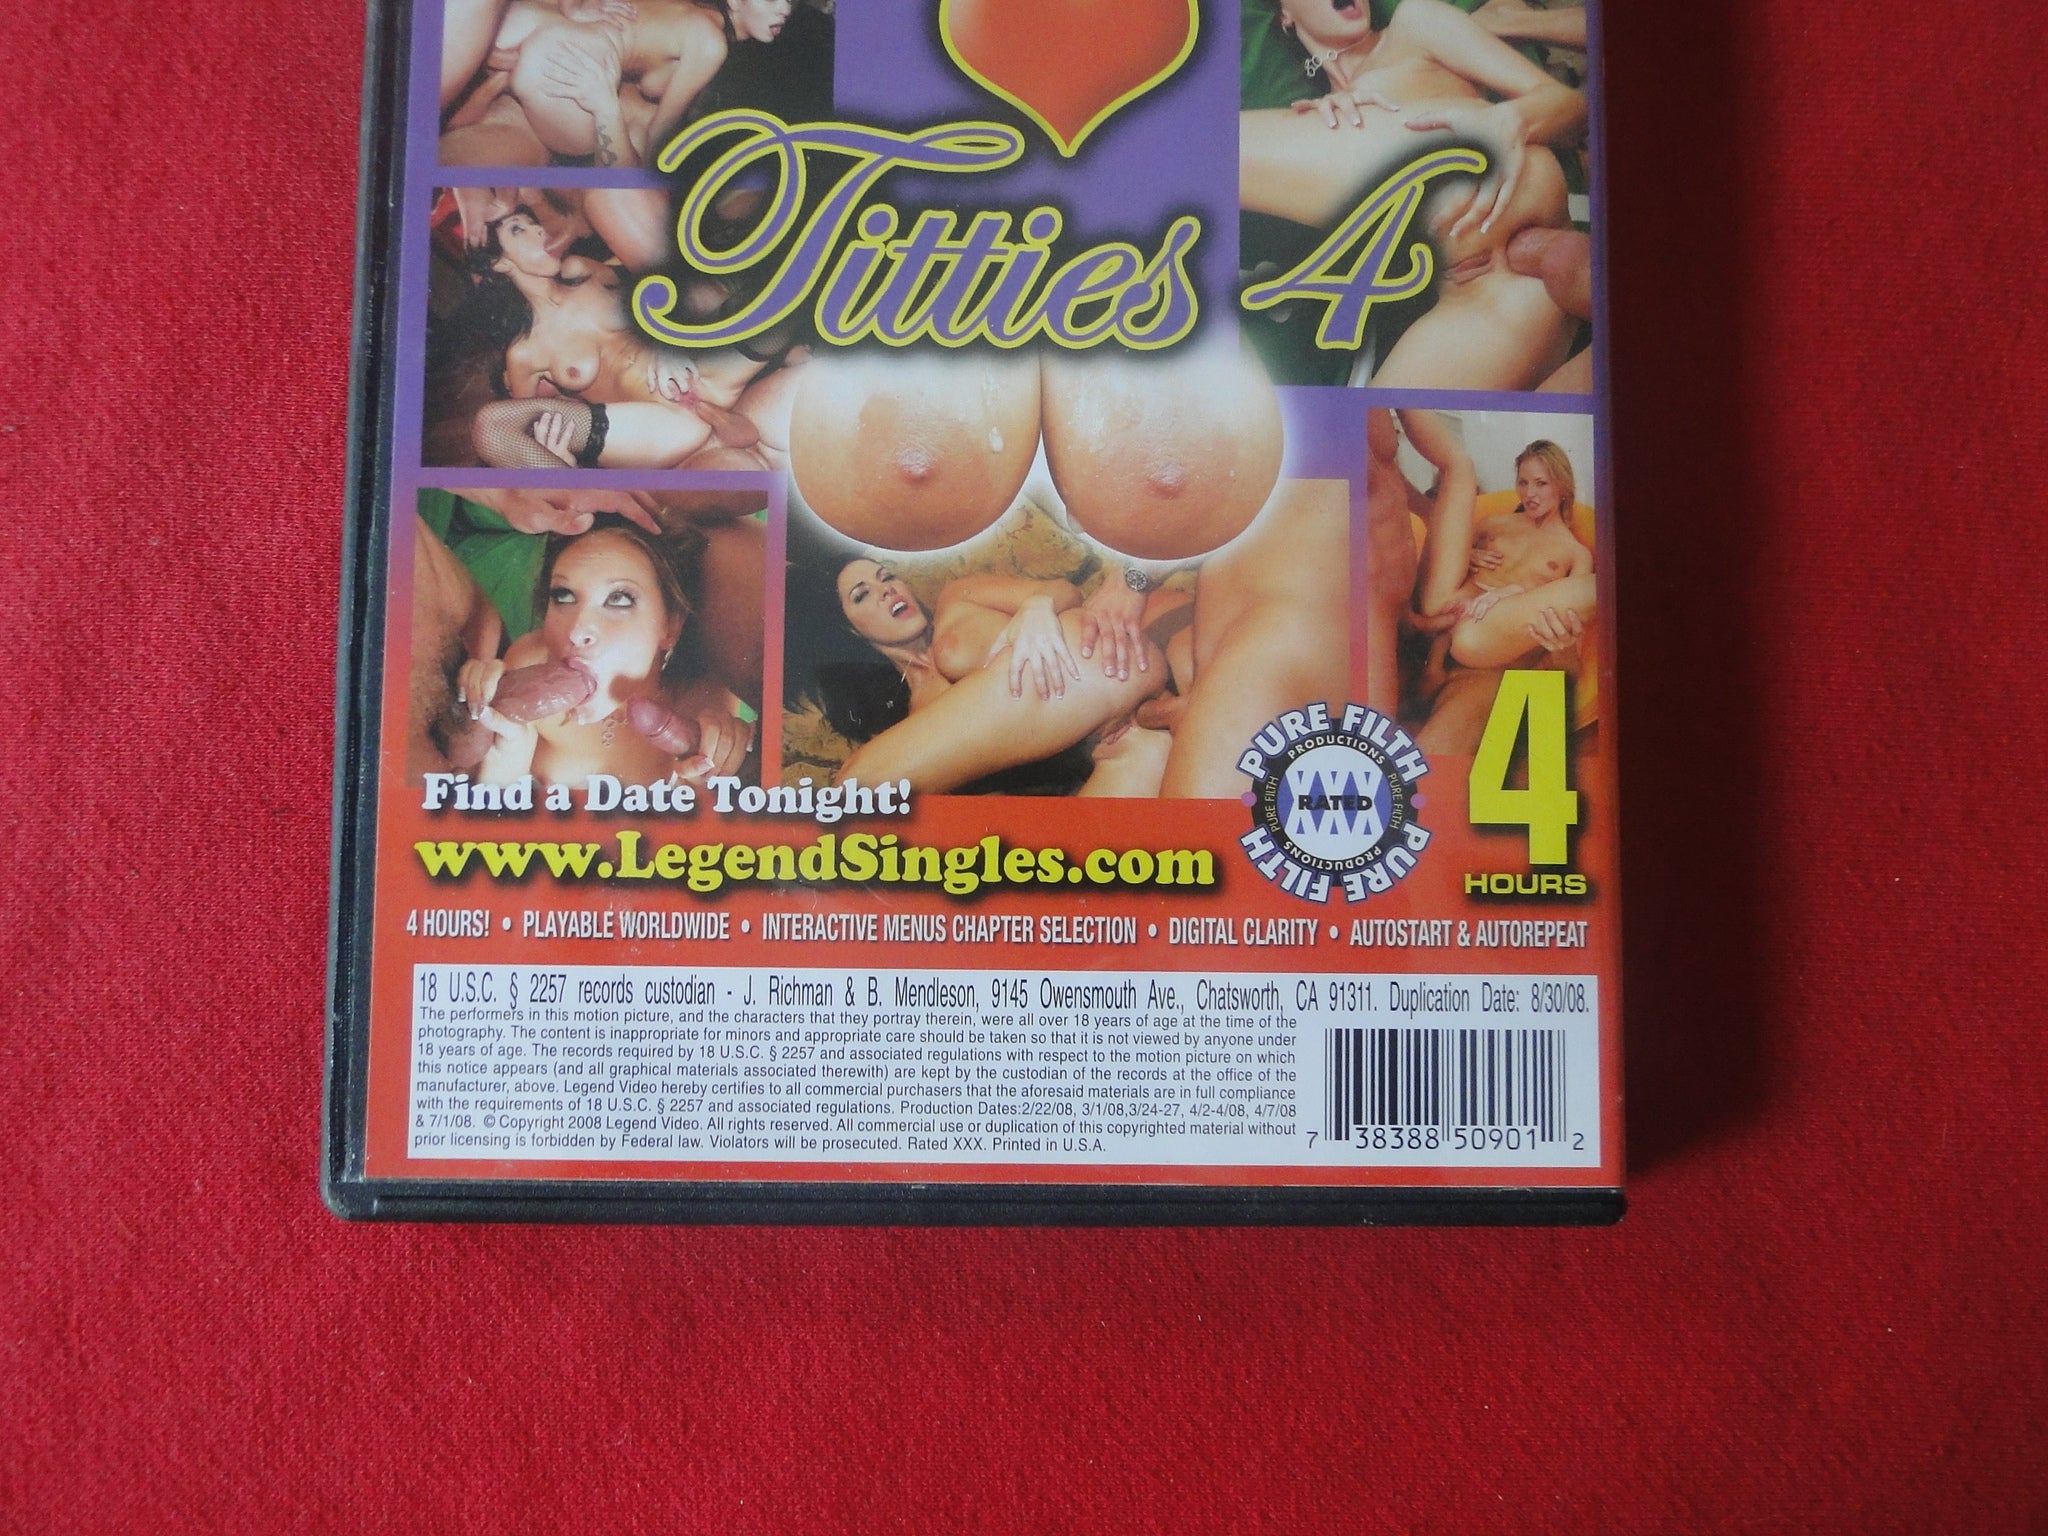 Titties 4
Find a Date Tonight!
www.LegendSingles.com
PURE FILTH
PRODUCTIONS
PURE FILTH
XXX
RATED
XXX
PURE FILTH
PRODUCTIONS
PURE FILTH
4
HOURS
4 HOURS! • PLAYABLE WORLDWIDE • INTERACTIVE MENUS CHAPTER SELECTION • DIGITAL CLARITY • AUTOSTART & AUTOREPEAT
18 U.S.C. § 2257 records custodian - J. Richman & B. Mendleson, 9145 Owensmouth Ave., Chatsworth, CA 91311. Duplication Date: 8/30/08.
The performers in this motion picture, and the characters that they portray therein, were all over 18 years of age at the time of the
photography. The content is inappropriate for minors and appropriate care should be taken so that it is not viewed by anyone under
18 years of age. The records required by 18 U.S.C. § 2257 and associated regulations with respect to the motion picture on which
this notice appears (and all graphical materials associated therewith) are kept by the custodian of the records at the office of the
manufacturer, above. Legend Video hereby certifies to all commercial purchasers that the aforesaid materials are in full compliance
with the requirements of 18 U.S.C. § 2257 and associated regulations. Production Dates:2/22/08, 3/1/08,3/24-27, 4/2-4/08, 4/7/08
& 7/1/08. © Copyright 2008 Legend Video. All rights reserved. All commercial use or duplication of this copyrighted material without
prior licensing is forbidden by Federal law. Violators will be prosecuted. Rated XXX. Printed in U.S.A.
7 38388 50901 2